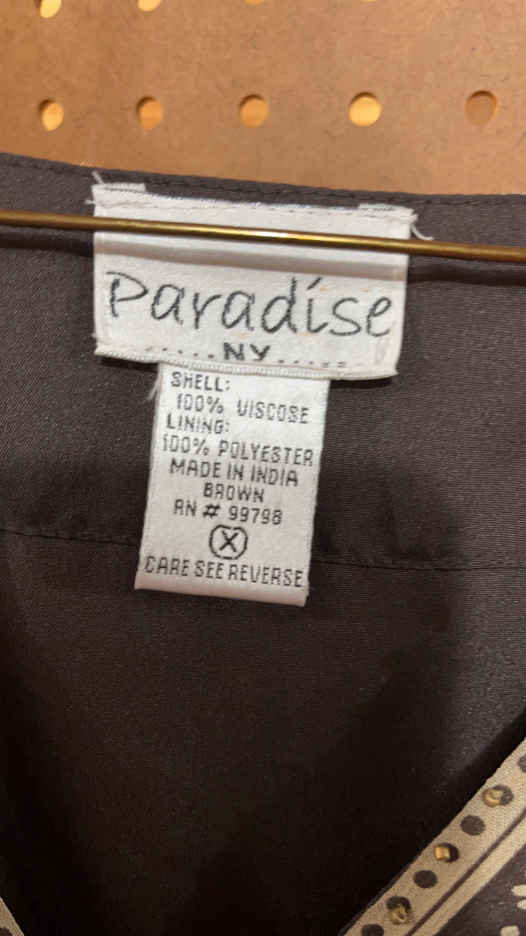 Paradise
.....NY.....
SHELL:
100% VISCOSE
LINING:
100% POLYESTER
MADE IN INDIA
BROWN
RN # 99798
X
CARE SEE REVERSE